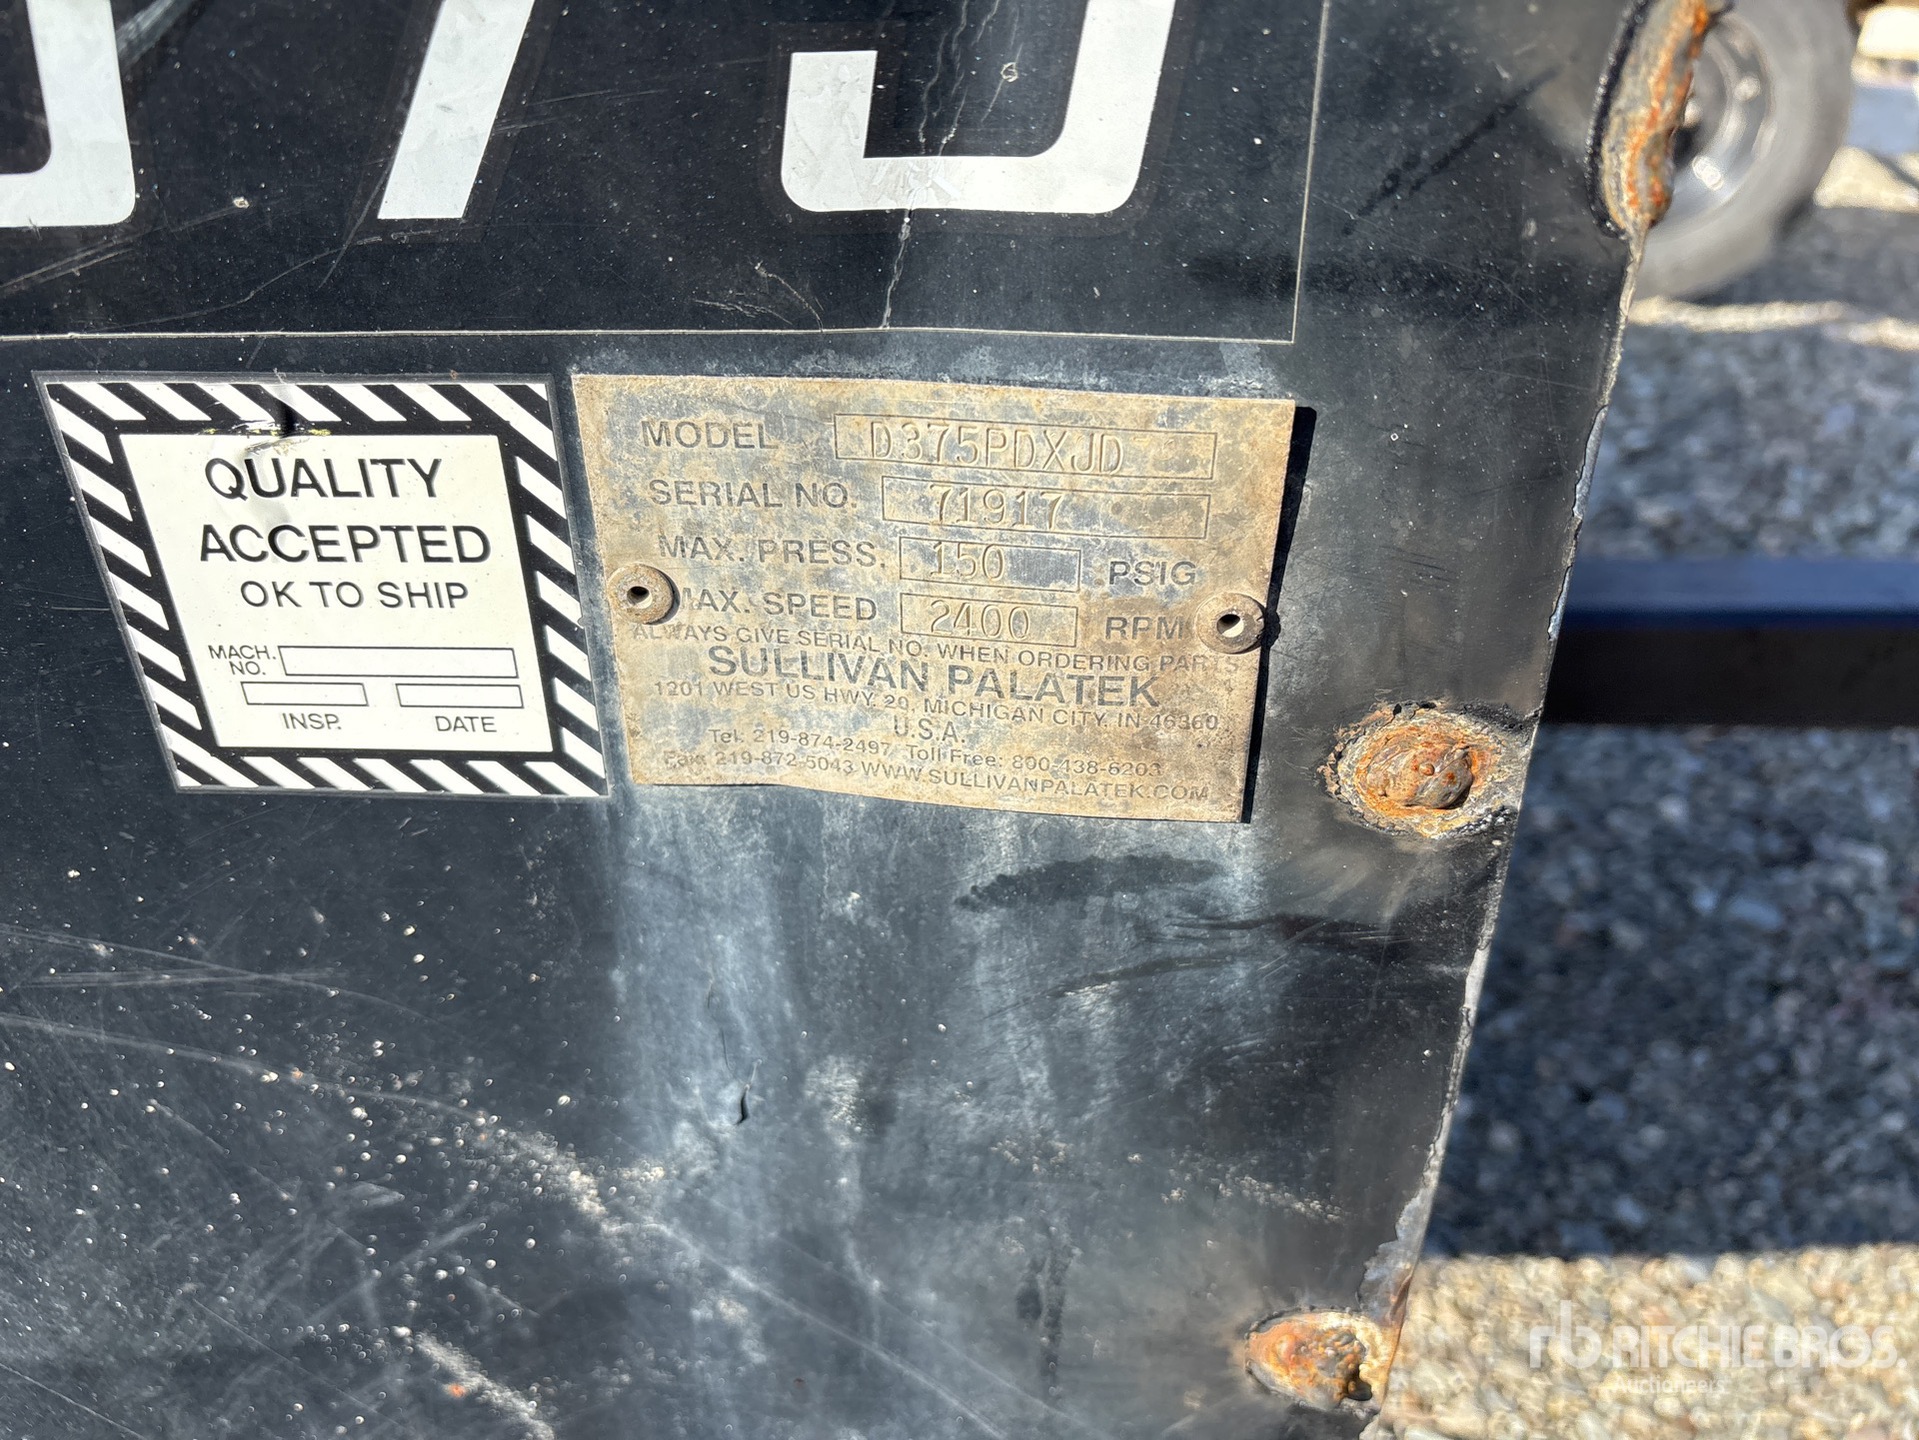 375
QUALITY
ACCEPTED
OK TO SHIP
MACH.
NO.
INSP.
DATE
MODEL D375PDXJD
SERIAL NO. 71917
MAX. PRESS. 150 PSIG
MAX. SPEED 2400 RPM
ALWAYS GIVE SERIAL NO. WHEN ORDERING PARTS
SULLIVAN PALATEK
1201 WEST US HWY. 20, MICHIGAN CITY, IN 46360
U.S.A.
Tel: 219-874-2497 Toll Free: 800-438-6203
Fax: 219-872-5043 WWW.SULLIVANPALATEK.COM
rb RITCHIE BROS.
Auctioneers